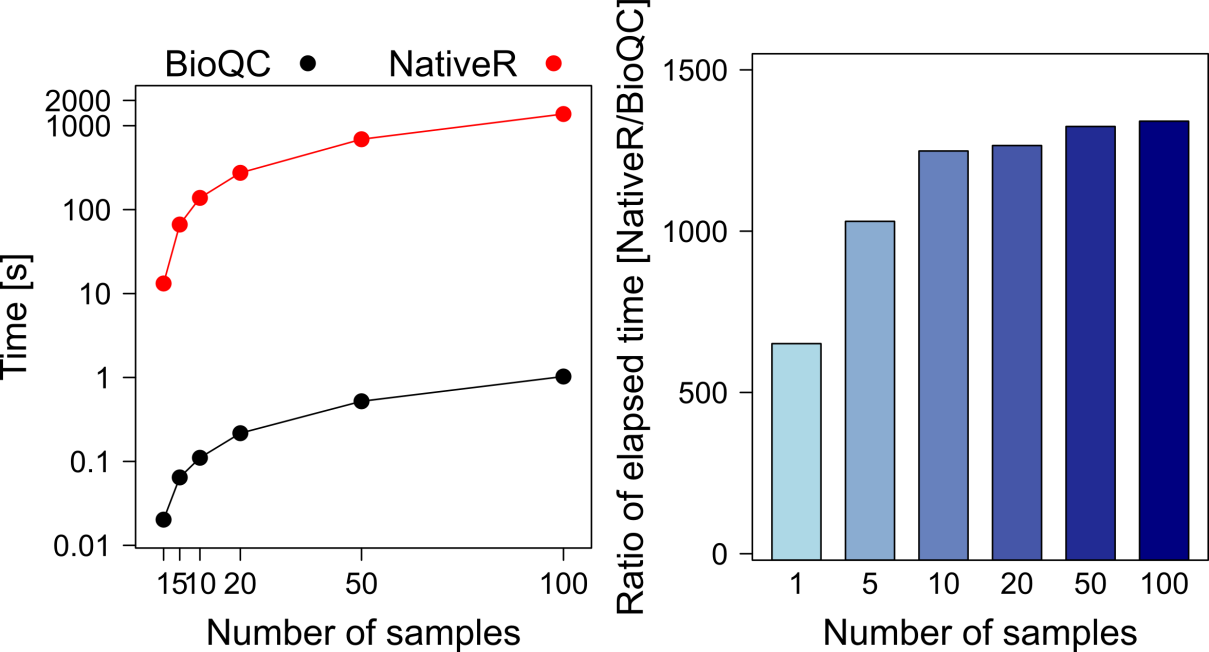 BioQC NativeR
Time [s]
2000
1000
100
10
1
0.1
0.01
1 5 10 20 50 100
Number of samples
Ratio of elapsed time [NativeR/BioQC]
1500
1000
500
0
1 5 10 20 50 100
Number of samples